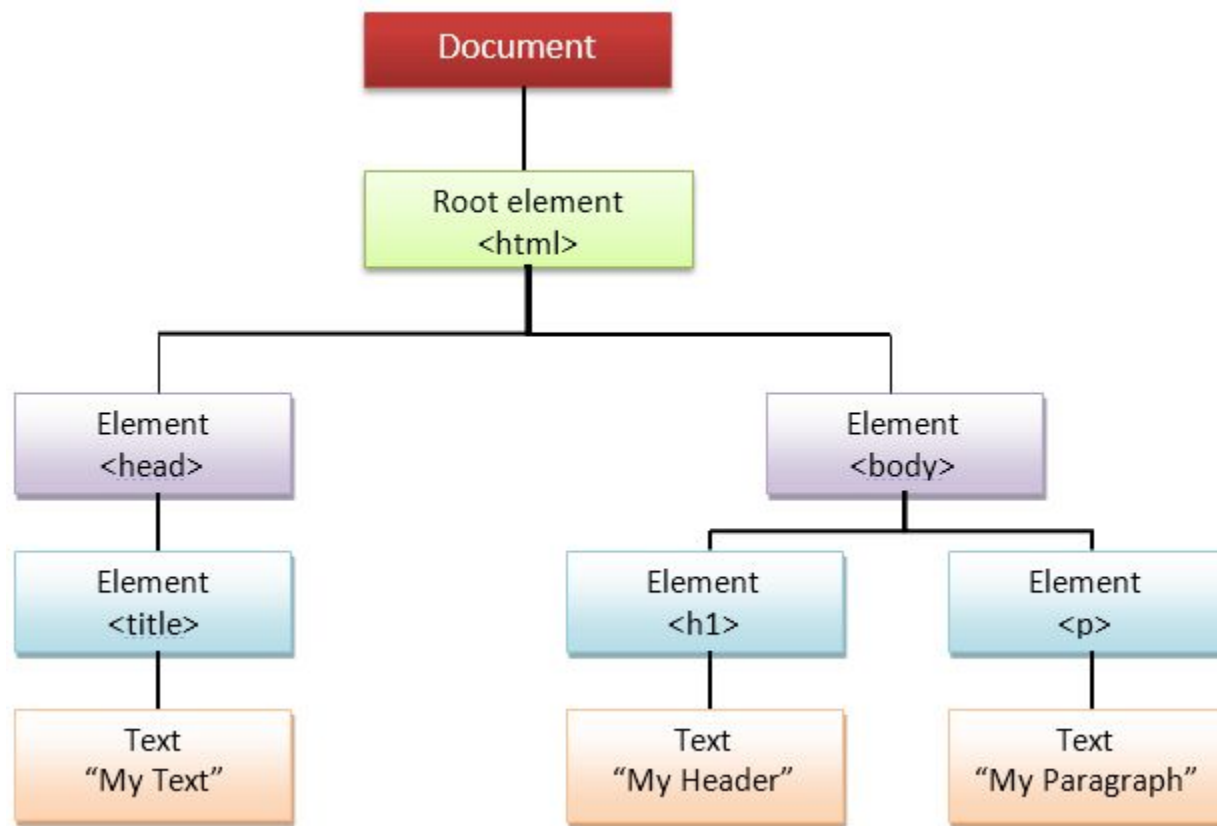 Document
Root element
<html>
Element
<head>
Element
<body>
Element
<title>
Element
<h1>
Element
<p>
Text
“My Text”
Text
“My Header”
Text
“My Paragraph”